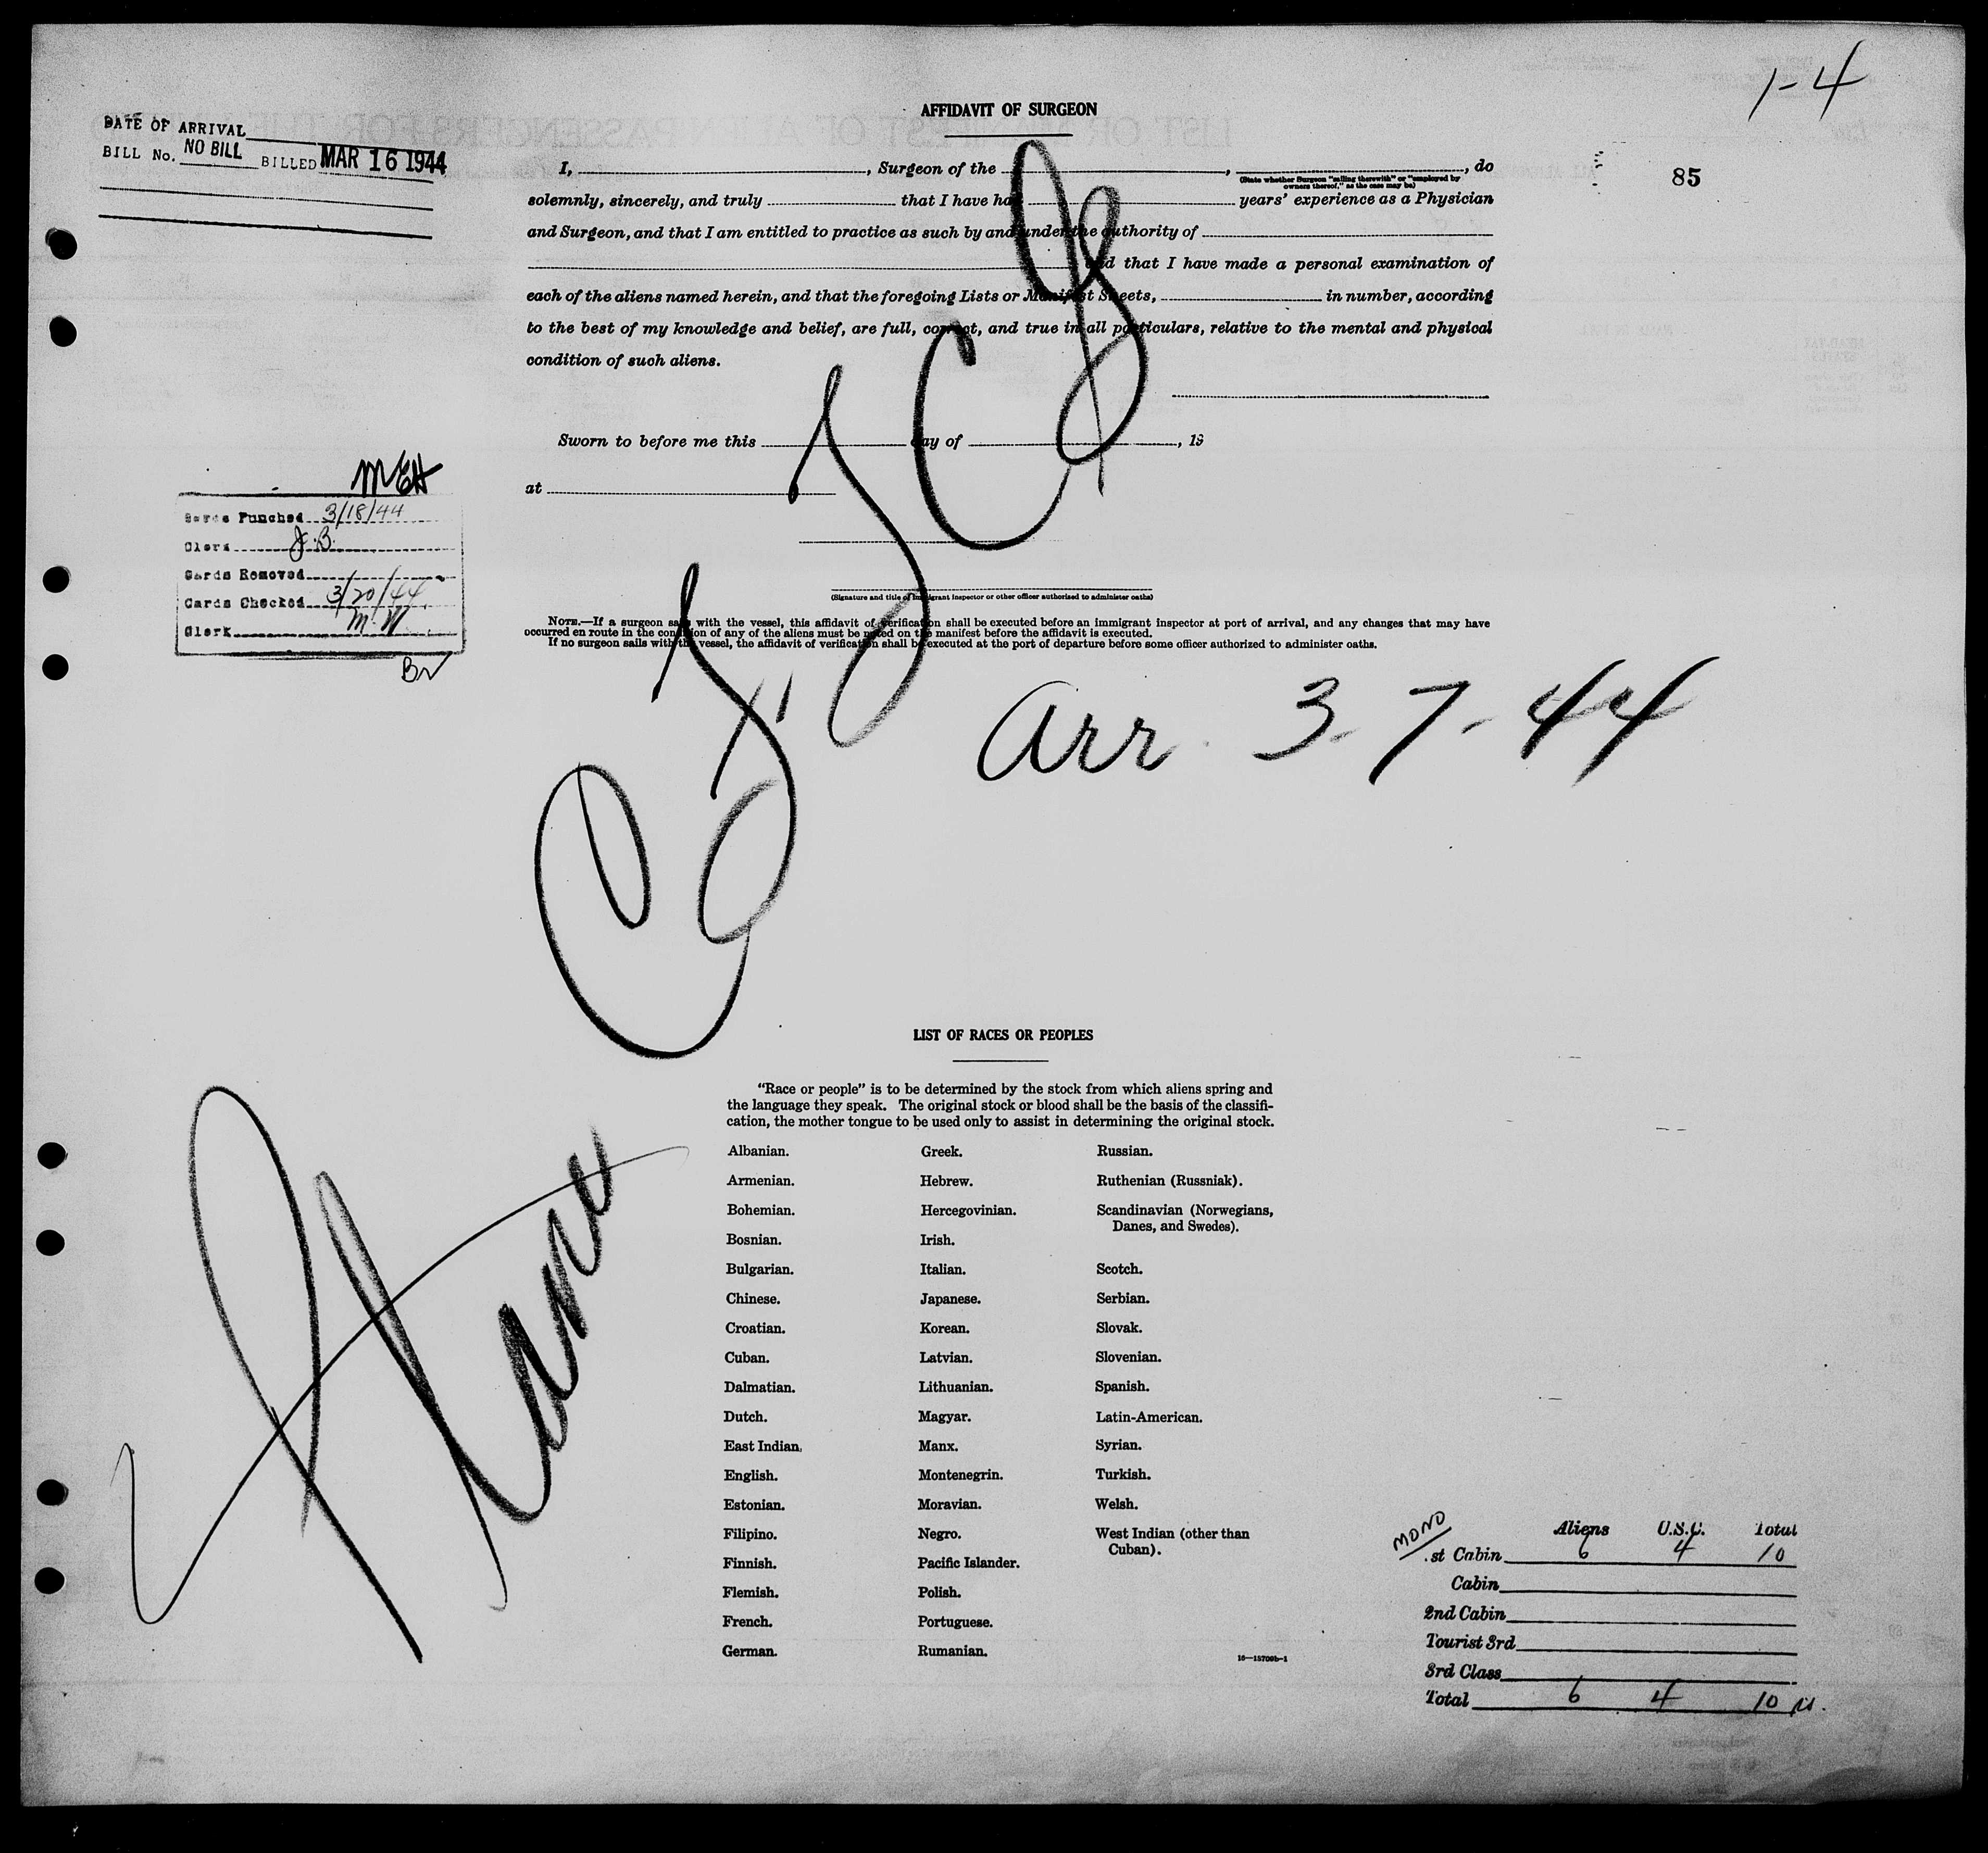 1-4
DATE OF ARRIVAL
BILL No. NO BILL BILLED MAR 16 1944
85
AFFIDAVIT OF SURGEON
I, , Surgeon of the , , do
(State whether Surgeon "sailing therewith" or "employed by
owners thereof," as the case may be)
solemnly, sincerely, and truly that I have had years' experience as a Physician
and Surgeon, and that I am entitled to practice as such by and under the authority of
and that I have made a personal examination of
each of the aliens named herein, and that the foregoing Lists or Manifest Sheets, in number, according
to the best of my knowledge and belief, are full, correct, and true in all particulars, relative to the mental and physical
condition of such aliens.
Sworn to before me this day of , 19
at
(Signature and title of Immigrant Inspector or other officer authorized to administer oaths)
NOTE.—If a surgeon sails with the vessel, this affidavit of verification shall be executed before an immigrant inspector at port of arrival, and any changes that may have
occurred en route in the condition of any of the aliens must be noted on the manifest before the affidavit is executed.
If no surgeon sails with the vessel, the affidavit of verification shall be executed at the port of departure before some officer authorized to administer oaths.
MEH
Cards Punched 3/18/44
Clerk J.B.
Cards Removed
Cards Checked 3/20/44
Clerk M W
Arr 3-7-44
Plane
LIST OF RACES OR PEOPLES
"Race or people" is to be determined by the stock from which aliens spring and
the language they speak. The original stock or blood shall be the basis of the classifi-
cation, the mother tongue to be used only to assist in determining the original stock.
Albanian. Greek. Russian.
Armenian. Hebrew. Ruthenian (Russniak).
Bohemian. Hercegovinian. Scandinavian (Norwegians,
Danes, and Swedes).
Bosnian. Irish.
Bulgarian. Italian. Scotch.
Chinese. Japanese. Serbian.
Croatian. Korean. Slovak.
Cuban. Latvian. Slovenian.
Dalmatian. Lithuanian. Spanish.
Dutch. Magyar. Latin-American.
East Indian. Manx. Syrian.
English. Montenegrin. Turkish.
Estonian. Moravian. Welsh.
Filipino. Negro. West Indian (other than
Cuban).
Finnish. Pacific Islander.
Flemish. Polish.
French. Portuguese.
German. Rumanian.
16—13709b-1
MONO
Aliens U.S.C. Total
.st Cabin 6 4 10
Cabin
2nd Cabin
Tourist 3rd
3rd Class
Total 6 4 10